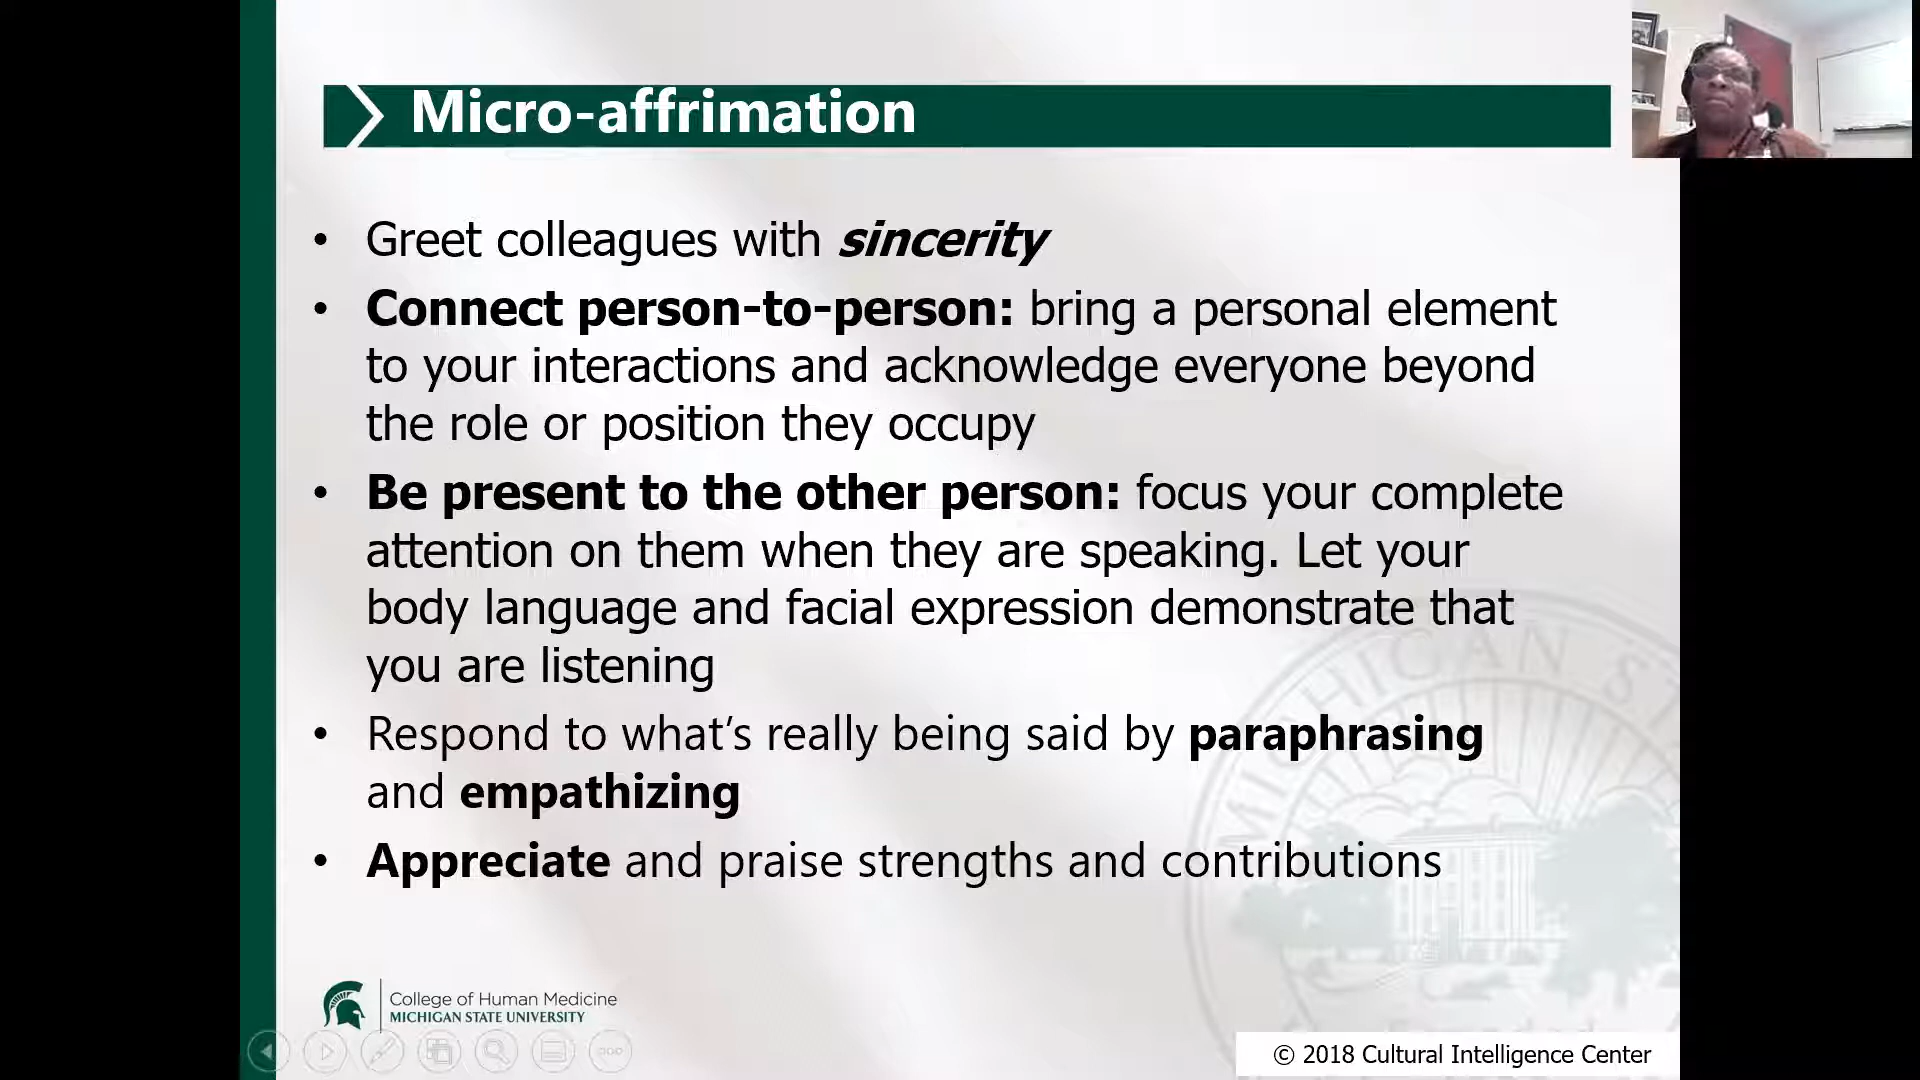 Micro-affrimation
• Greet colleagues with sincerity
• Connect person-to-person: bring a personal element
to your interactions and acknowledge everyone beyond
the role or position they occupy
• Be present to the other person: focus your complete
attention on them when they are speaking. Let your
body language and facial expression demonstrate that
you are listening
• Respond to what's really being said by paraphrasing
and empathizing
• Appreciate and praise strengths and contributions
MICHIGAN ST
College of Human Medicine
MICHIGAN STATE UNIVERSITY
© 2018 Cultural Intelligence Center